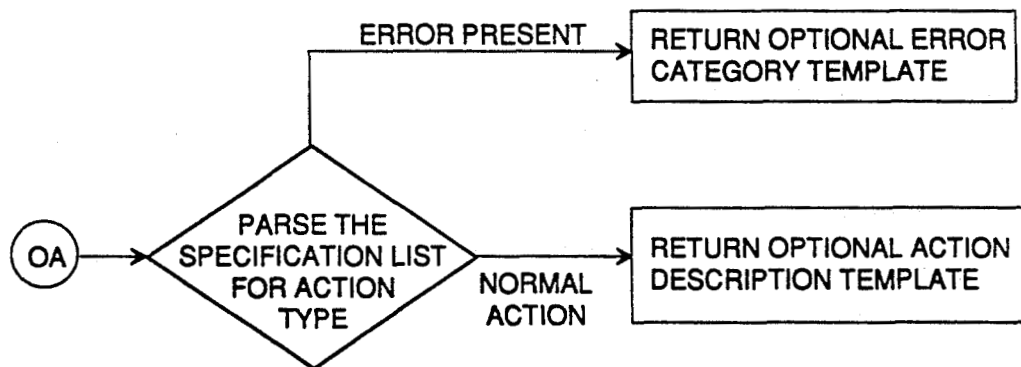 ERROR PRESENT
RETURN OPTIONAL ERROR
CATEGORY TEMPLATE
OA
PARSE THE
SPECIFICATION LIST
FOR ACTION
TYPE
NORMAL
ACTION
RETURN OPTIONAL ACTION
DESCRIPTION TEMPLATE